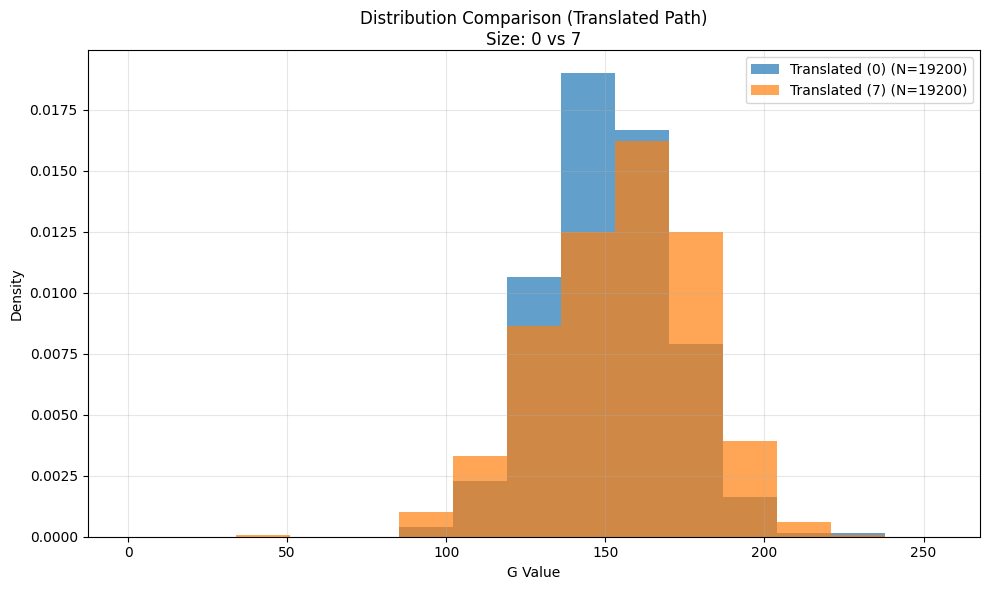 Distribution Comparison (Translated Path)
Size: 0 vs 7
Translated (0) (N=19200)
Translated (7) (N=19200)
Density
0.0175
0.0150
0.0125
0.0100
0.0075
0.0050
0.0025
0.0000
0 50 100 150 200 250
G Value